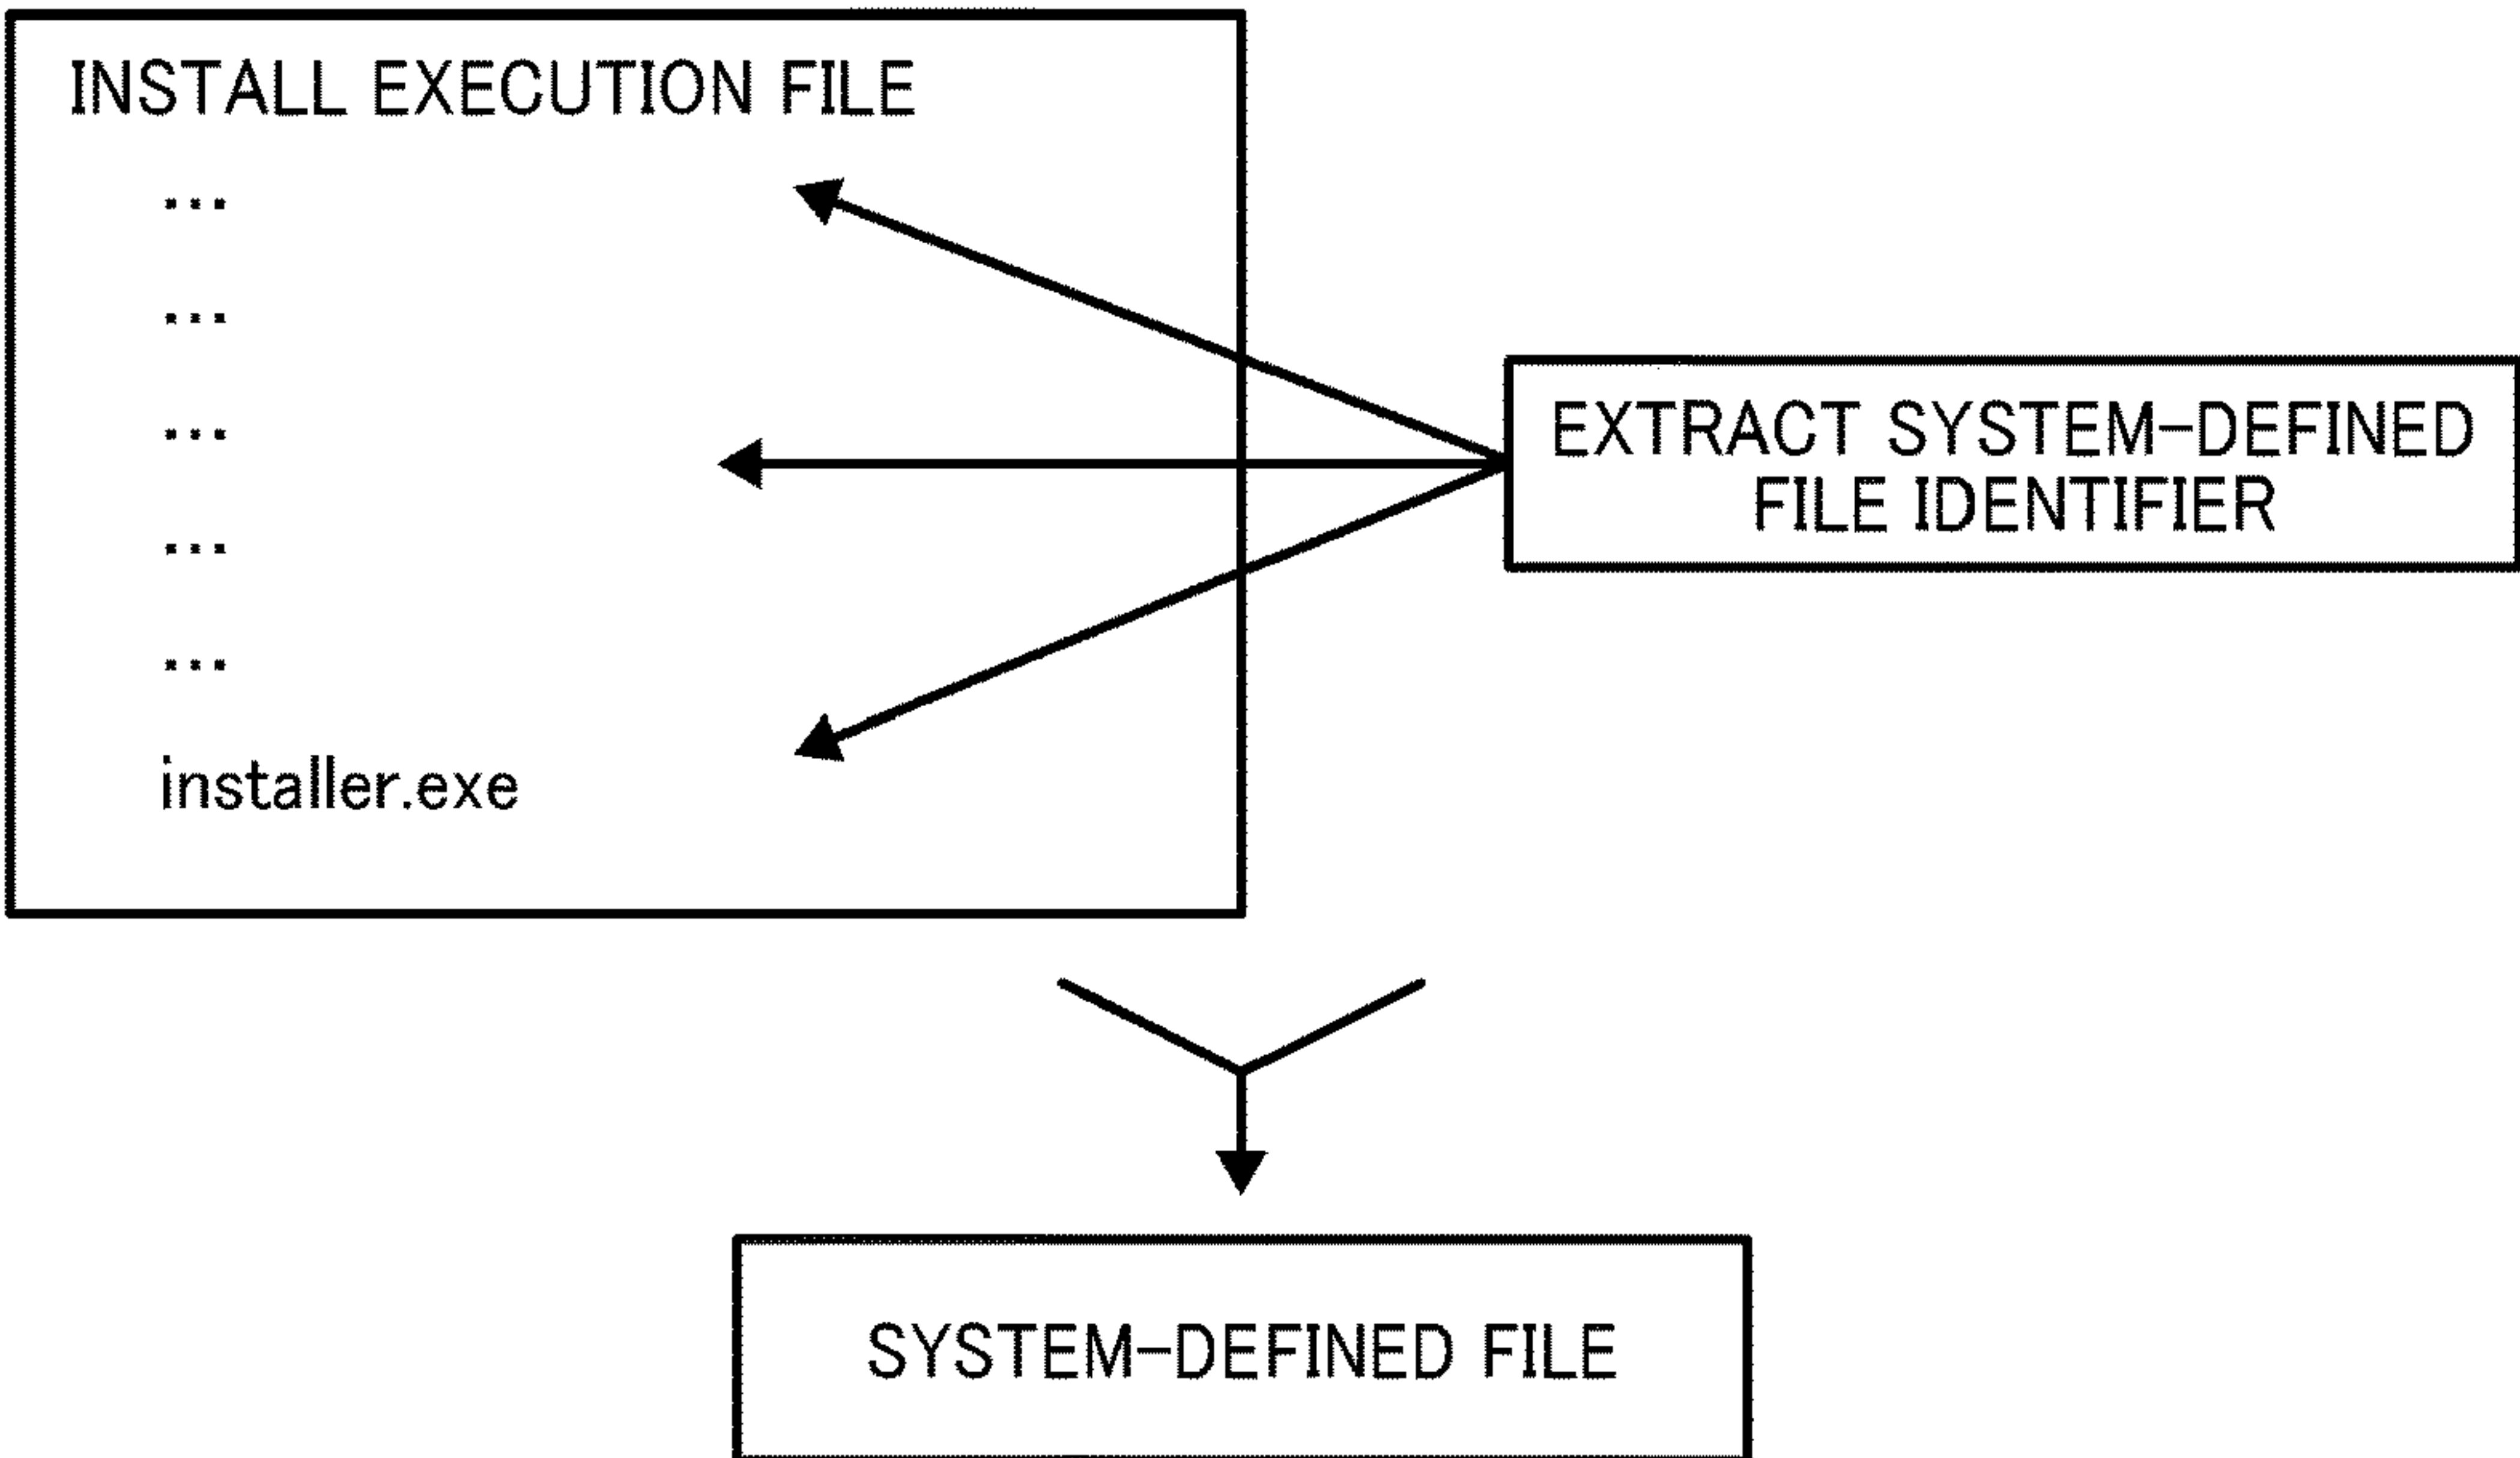 INSTALL EXECUTION FILE
...
...
...
...
...
installer.exe
EXTRACT SYSTEM-DEFINED
FILE IDENTIFIER
SYSTEM-DEFINED FILE